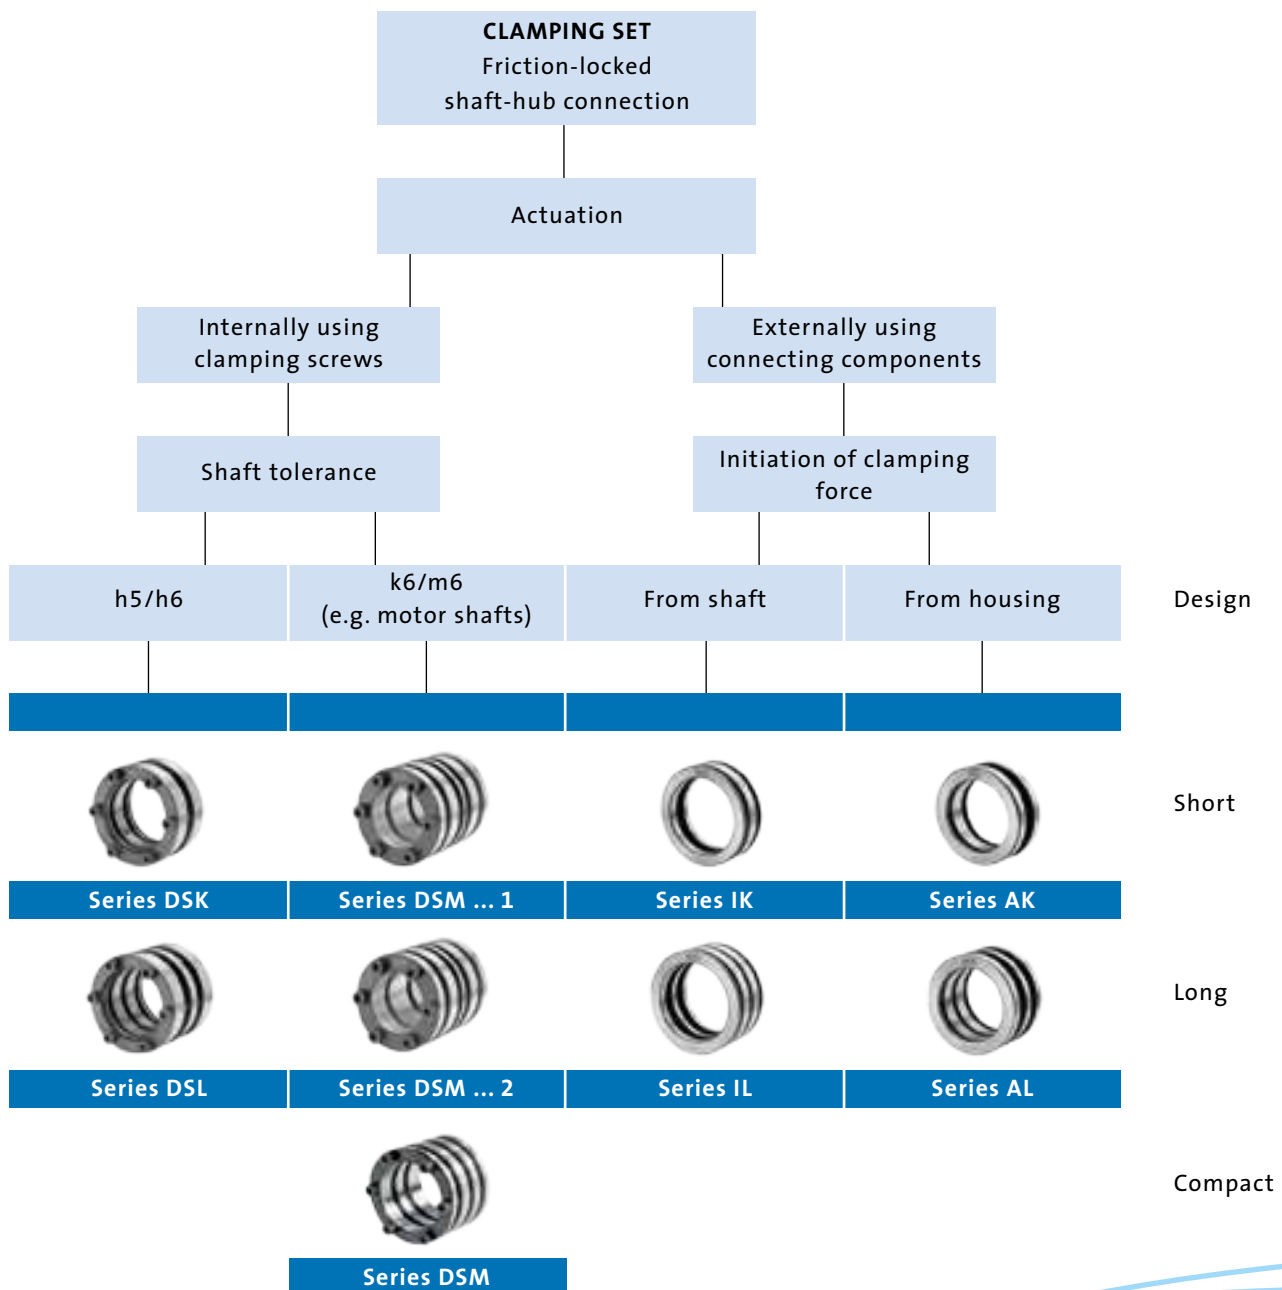 CLAMPING SET
Friction-locked
shaft-hub connection
Actuation
Internally using
clamping screws
Externally using
connecting components
Shaft tolerance
Initiation of clamping
force
h5/h6
k6/m6
(e.g. motor shafts)
From shaft
From housing
Design
Short
Series DSK
Series DSM ... 1
Series IK
Series AK
Long
Series DSL
Series DSM ... 2
Series IL
Series AL
Compact
Series DSM